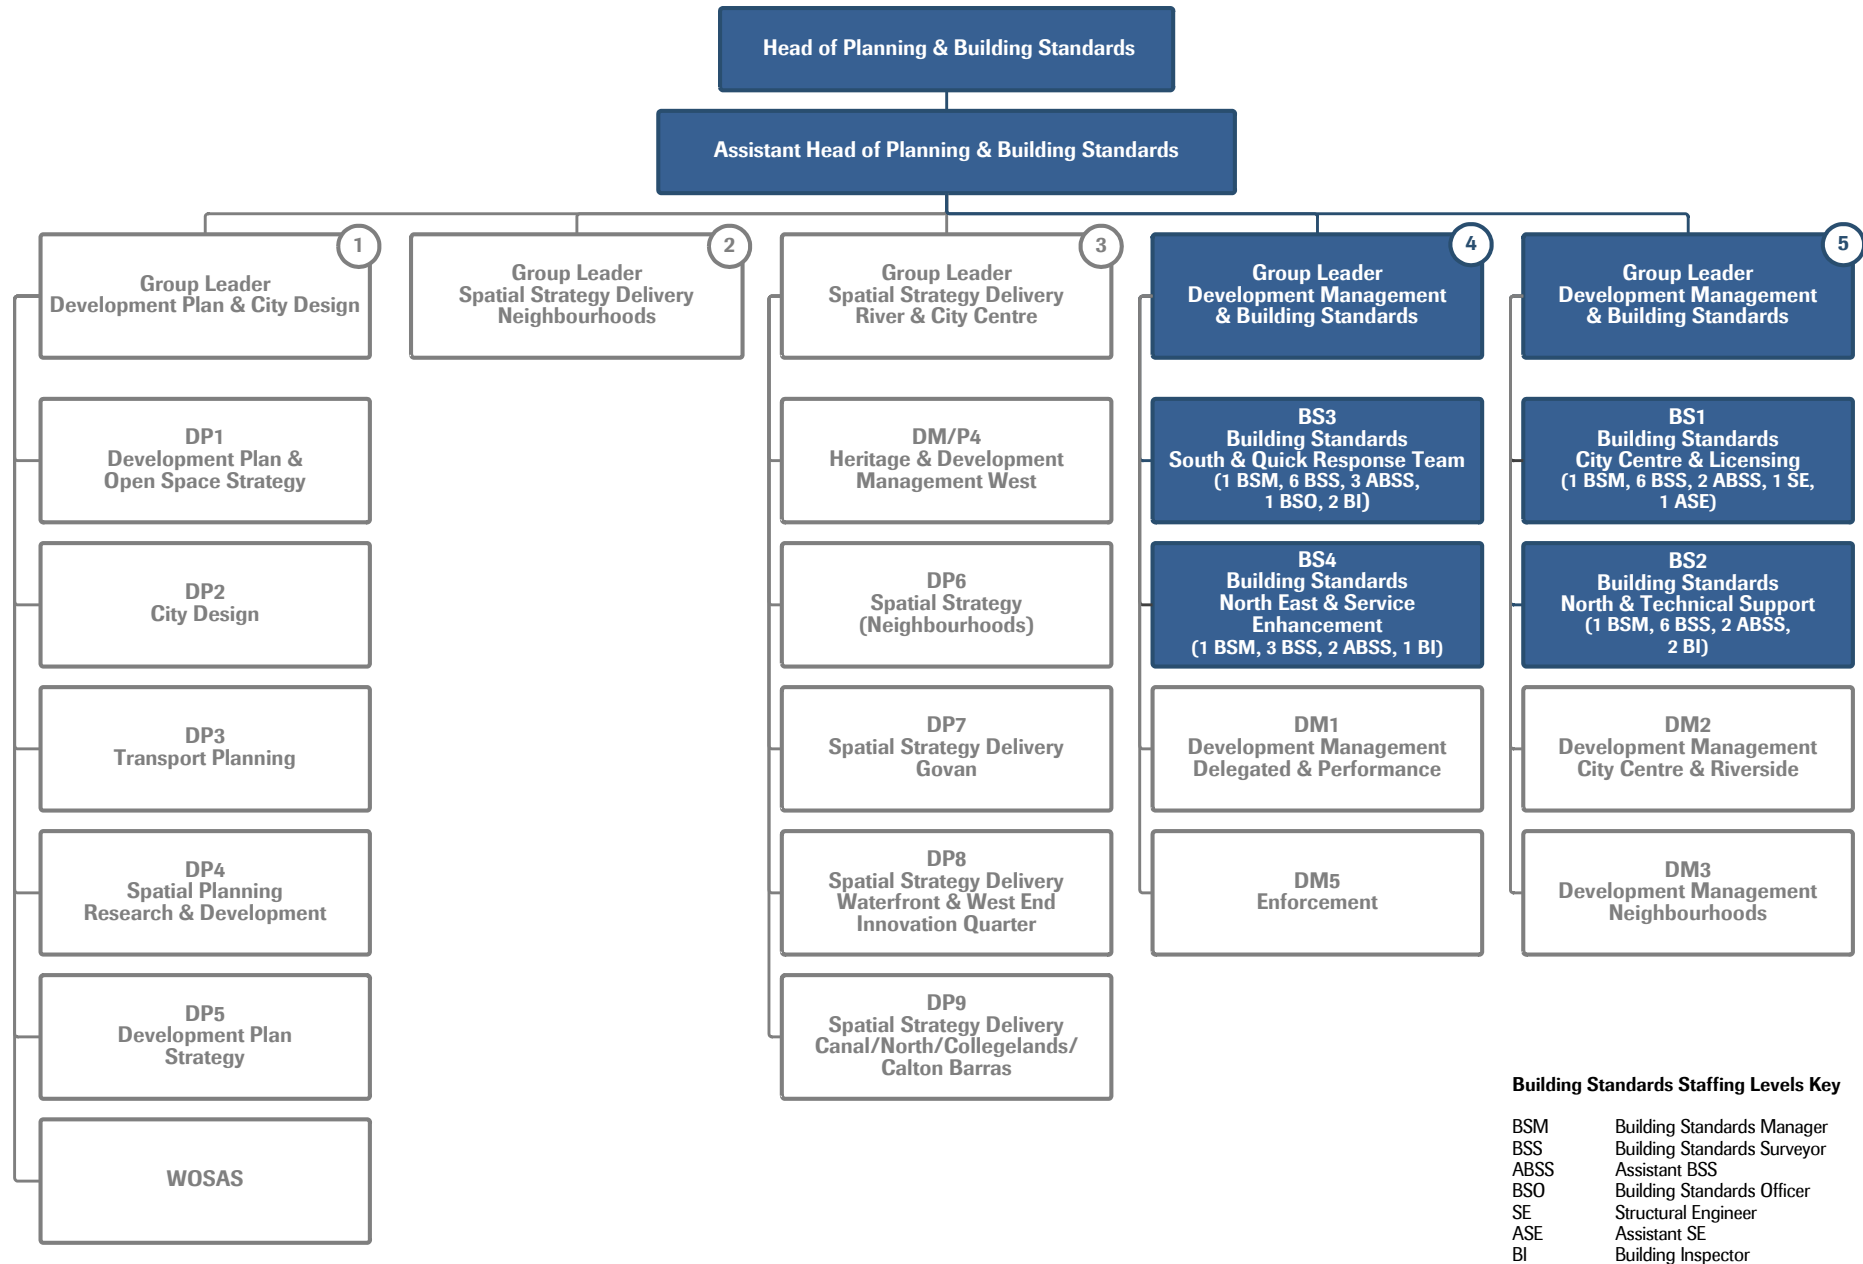 Head of Planning & Building Standards
Assistant Head of Planning & Building Standards
1
Group Leader
Development Plan & City Design
2
Group Leader
Spatial Strategy Delivery
Neighbourhoods
3
Group Leader
Spatial Strategy Delivery
River & City Centre
4
Group Leader
Development Management
& Building Standards
5
Group Leader
Development Management
& Building Standards
DP1
Development Plan &
Open Space Strategy
DP2
City Design
DP3
Transport Planning
DP4
Spatial Planning
Research & Development
DP5
Development Plan
Strategy
WOSAS
DM/P4
Heritage & Development
Management West
DP6
Spatial Strategy
(Neighbourhoods)
DP7
Spatial Strategy Delivery
Govan
DP8
Spatial Strategy Delivery
Waterfront & West End
Innovation Quarter
DP9
Spatial Strategy Delivery
Canal/North/Collegelands/
Calton Barras
BS3
Building Standards
South & Quick Response Team
(1 BSM, 6 BSS, 3 ABSS,
1 BSO, 2 BI)
BS4
Building Standards
North East & Service
Enhancement
(1 BSM, 3 BSS, 2 ABSS, 1 BI)
DM1
Development Management
Delegated & Performance
DM5
Enforcement
BS1
Building Standards
City Centre & Licensing
(1 BSM, 6 BSS, 2 ABSS, 1 SE,
1 ASE)
BS2
Building Standards
North & Technical Support
(1 BSM, 6 BSS, 2 ABSS,
2 BI)
DM2
Development Management
City Centre & Riverside
DM3
Development Management
Neighbourhoods
Building Standards Staffing Levels Key
BSM Building Standards Manager
BSS Building Standards Surveyor
ABSS Assistant BSS
BSO Building Standards Officer
SE Structural Engineer
ASE Assistant SE
BI Building Inspector